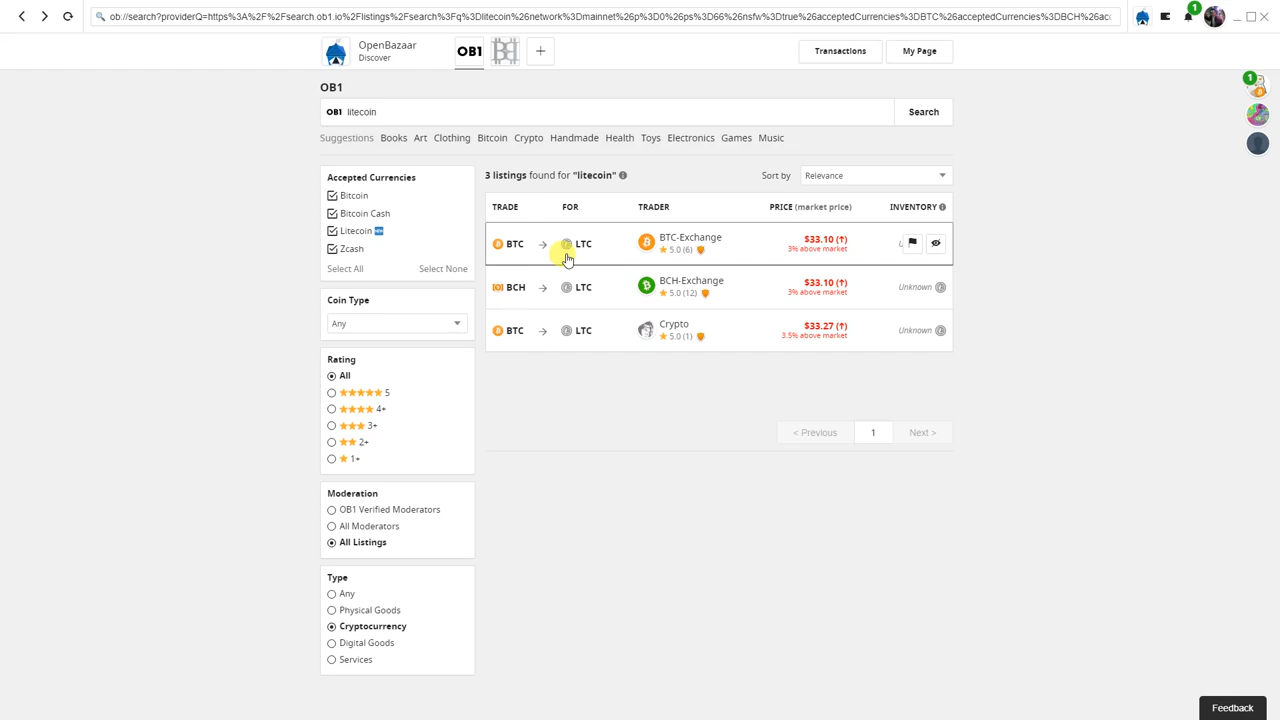 ob://search?providerQ=https%3A%2F%2Fsearch.ob1.io%2Flistings%2Fsearch%3Fq%3Dlitecoin%26network%3Dmainnet%26p%3D0%26ps%3D66%26nsfw%3Dtrue%26acceptedCurrencies%3DBTC%26acceptedCurrencies%3DBCH%26ac
1
OpenBazaar
Discover
OB1
+
Transactions
My Page
1
OB1
OB1 litecoin
Search
Suggestions Books Art Clothing Bitcoin Crypto Handmade Health Toys Electronics Games Music
Accepted Currencies
Bitcoin
Bitcoin Cash
Litecoin
Zcash
Select All Select None
Coin Type
Any
Rating
All
5
4+
3+
2+
1+
Moderation
OB1 Verified Moderators
All Moderators
All Listings
Type
Any
Physical Goods
Cryptocurrency
Digital Goods
Services
3 listings found for "litecoin"
Sort by Relevance
TRADE FOR TRADER PRICE (market price) INVENTORY
BTC → LTC BTC-Exchange $33.10 (↑)
5.0 (6) 3% above market
BCH → LTC BCH-Exchange $33.10 (↑) Unknown
5.0 (12) 3% above market
BTC → LTC Crypto $33.27 (↑) Unknown
5.0 (1) 3.5% above market
< Previous 1 Next >
Feedback